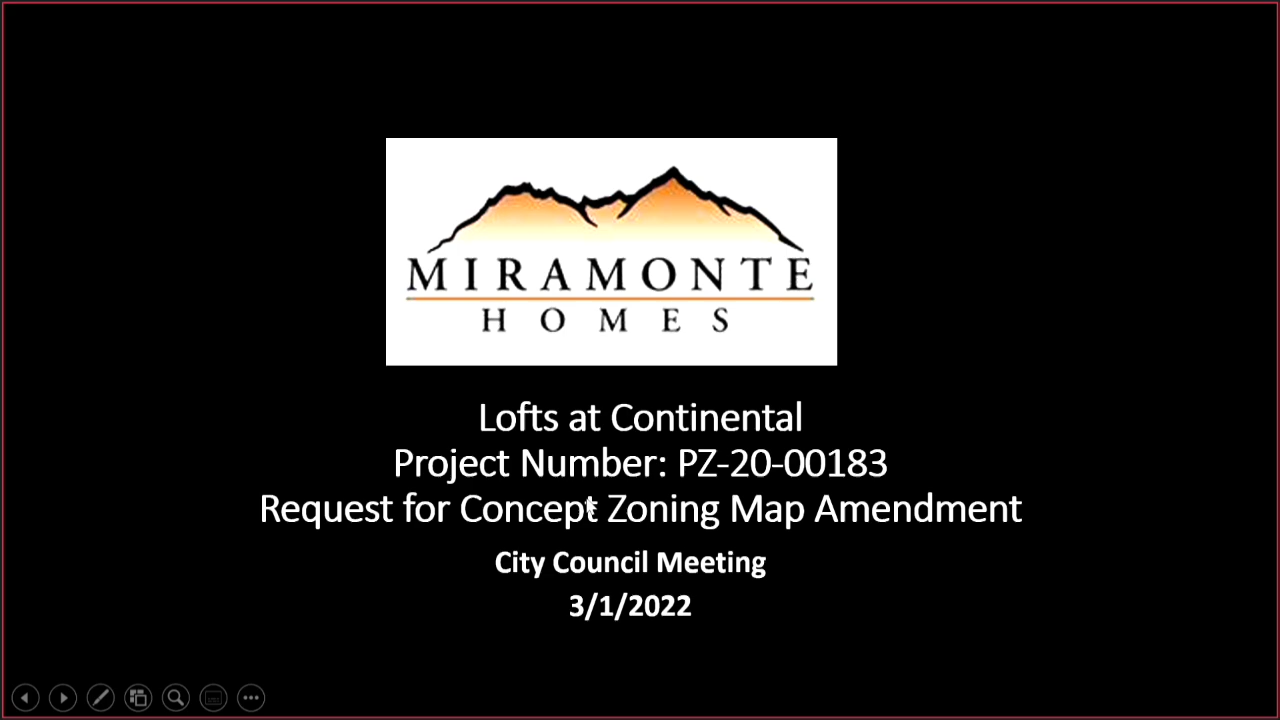 MIRAMONTE
HOMES
Lofts at Continental
Project Number: PZ-20-00183
Request for Concept Zoning Map Amendment
City Council Meeting
3/1/2022